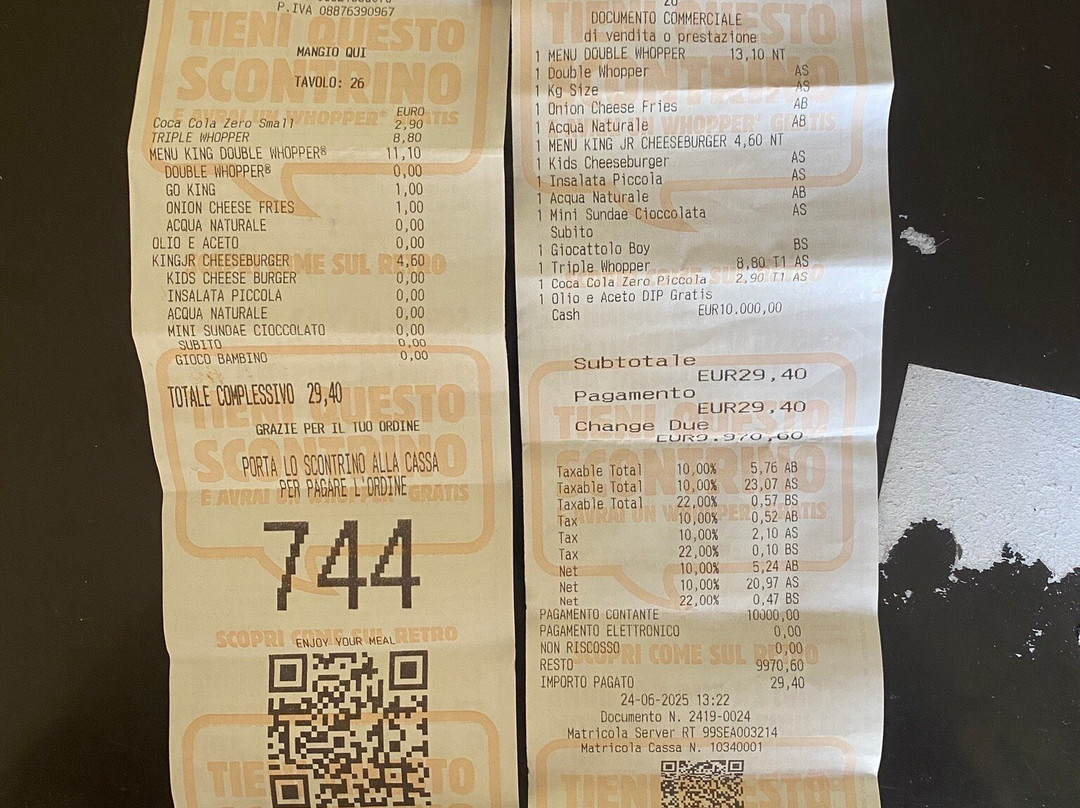 P.IVA 08876390967
MANGIO QUI
TAVOLO: 26
EURO
Coca Cola Zero Small 2,90
TRIPLE WHOPPER 8,80
MENU KING DOUBLE WHOPPER® 11,10
DOUBLE WHOPPER® 0,00
GO KING 1,00
ONION CHEESE FRIES 1,00
ACQUA NATURALE 0,00
OLIO E ACETO 0,00
KINGJR CHEESEBURGER 4,60
KIDS CHEESE BURGER 0,00
INSALATA PICCOLA 0,00
ACQUA NATURALE 0,00
MINI SUNDAE CIOCCOLATO 0,00
SUBITO 0,00
GIOCO BAMBINO 0,00
TOTALE COMPLESSIVO 29,40
GRAZIE PER IL TUO ORDINE
PORTA LO SCONTRINO ALLA CASSA
PER PAGARE L'ORDINE
744
ENJOY YOUR MEAL
TIENI QUESTO
SCONTRINO
E AVRAI UN WHOPPER® GRATIS
SCOPRI COME SUL RETRO
26
DOCUMENTO COMMERCIALE
di vendita o prestazione
1 MENU DOUBLE WHOPPER 13,10 NT
1 Double Whopper AS
1 Kg Size AS
1 Onion Cheese Fries AB
1 Acqua Naturale AB
1 MENU KING JR CHEESEBURGER 4,60 NT
1 Kids Cheeseburger AS
1 Insalata Piccola AS
1 Acqua Naturale AB
1 Mini Sundae Cioccolata AS
Subito
1 Giocattolo Boy BS
1 Triple Whopper 8,80 T1 AS
1 Coca Cola Zero Piccola 2,90 T1 AS
1 Olio e Aceto DIP Gratis
Cash EUR10.000,00
Subtotale
EUR29,40
Pagamento
EUR29,40
Change Due
EUR9.970,60
Taxable Total 10,00% 5,76 AB
Taxable Total 10,00% 23,07 AS
Taxable Total 22,00% 0,57 BS
Tax 10,00% 0,52 AB
Tax 10,00% 2,10 AS
Tax 22,00% 0,10 BS
Net 10,00% 5,24 AB
Net 10,00% 20,97 AS
Net 22,00% 0,47 BS
PAGAMENTO CONTANTE 10000,00
PAGAMENTO ELETTRONICO 0,00
NON RISCOSSO 0,00
RESTO 9970,60
IMPORTO PAGATO 29,40
24-06-2025 13:22
Documento N. 2419-0024
Matricola Server RT 99SEA003214
Matricola Cassa N. 10340001